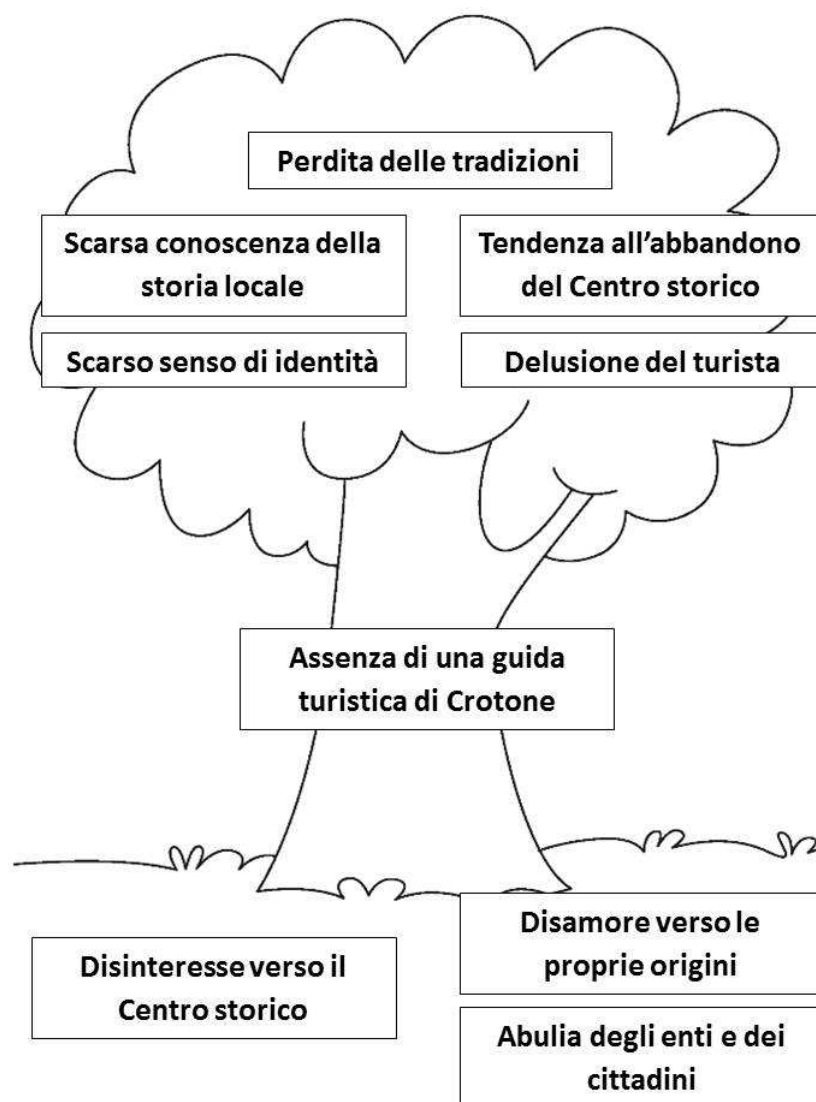 Perdita delle tradizioni
Scarsa conoscenza della
storia locale
Tendenza all'abbandono
del Centro storico
Scarso senso di identità
Delusione del turista
Assenza di una guida
turistica di Crotone
Disinteresse verso il
Centro storico
Disamore verso le
proprie origini
Abulia degli enti e dei
cittadini